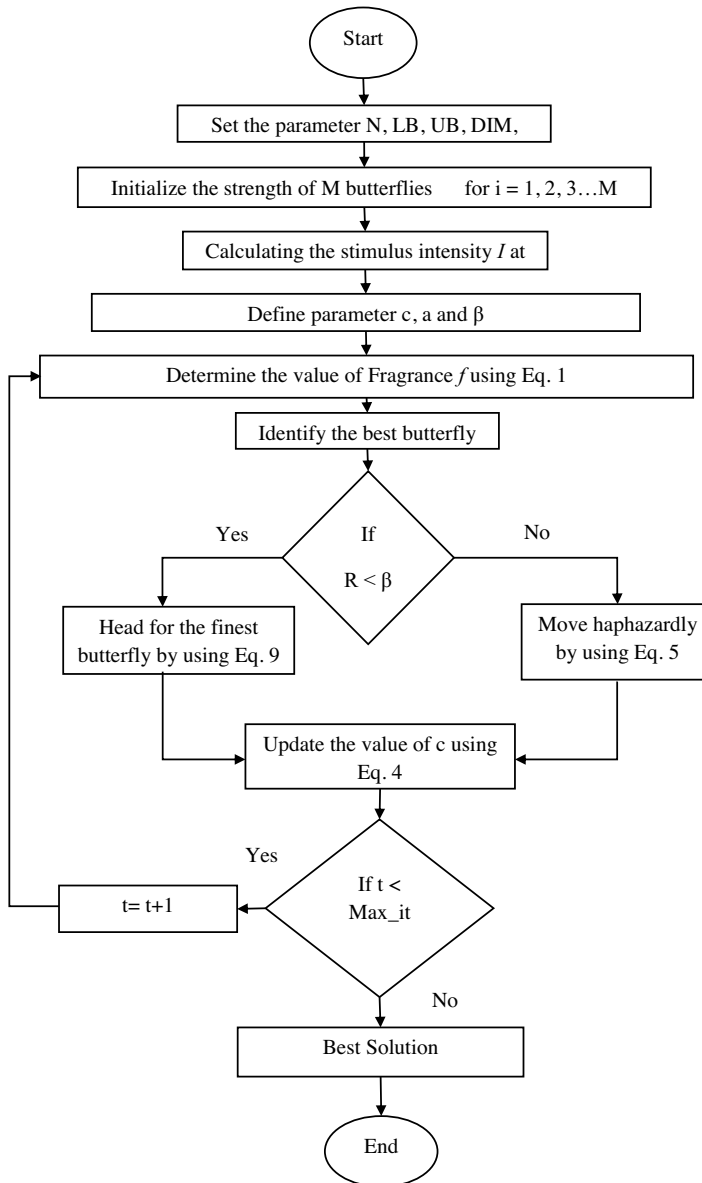 Start
Set the parameter N, LB, UB, DIM,
Initialize the strength of M butterflies for i = 1, 2, 3…M
Calculating the stimulus intensity I at
Define parameter c, a and β
Determine the value of Fragrance f using Eq. 1
Identify the best butterfly
Yes
If
R < β
No
Head for the finest
butterfly by using Eq. 9
Move haphazardly
by using Eq. 5
Update the value of c using
Eq. 4
Yes
If t <
Max_it
t= t+1
No
Best Solution
End